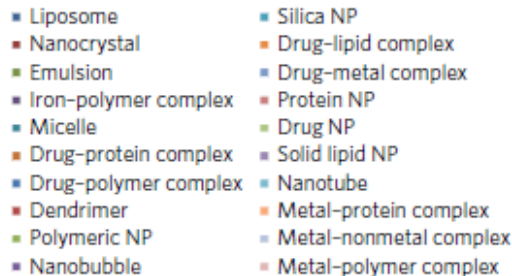 Liposome
Nanocrystal
Emulsion
Iron-polymer complex
Micelle
Drug-protein complex
Drug-polymer complex
Dendrimer
Polymeric NP
Nanobubble
Silica NP
Drug-lipid complex
Drug-metal complex
Protein NP
Drug NP
Solid lipid NP
Nanotube
Metal-protein complex
Metal-nonmetal complex
Metal-polymer complex